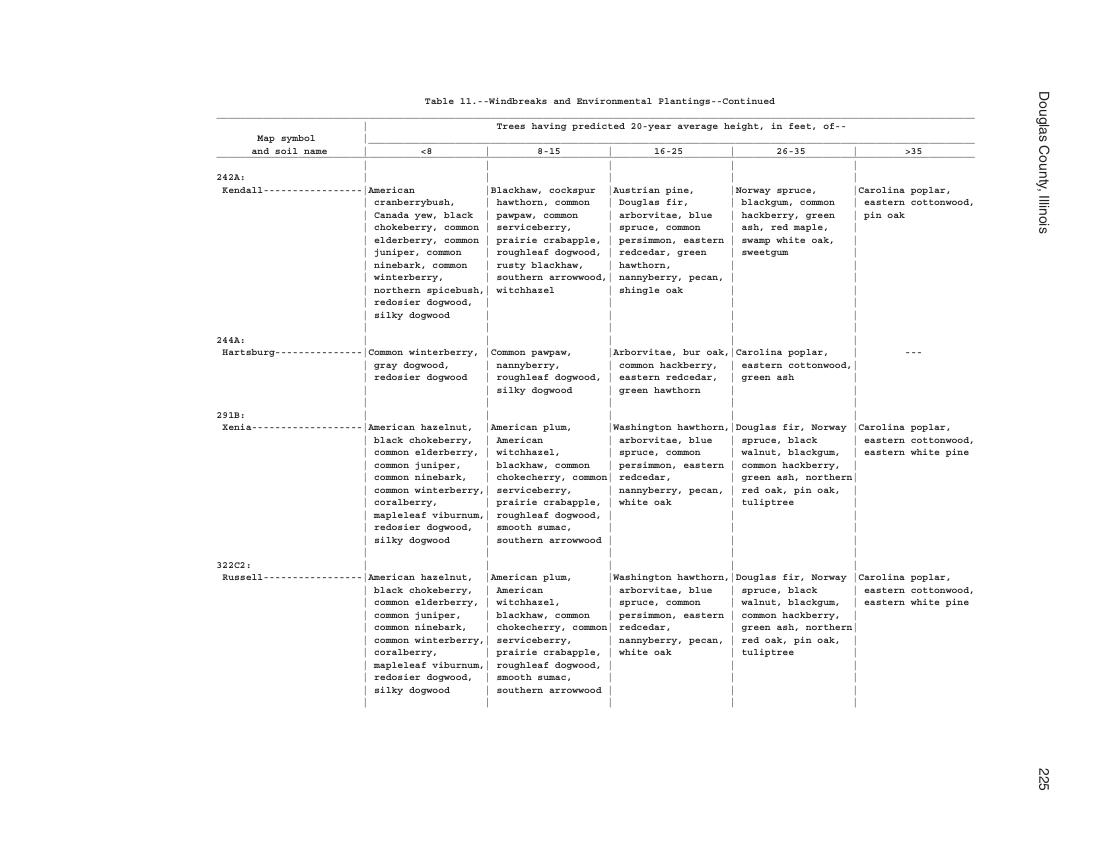 Table 11.--Windbreaks and Environmental Plantings--Continued
Trees having predicted 20-year average height, in feet, of--
Map symbol
and soil name | <8 | 8-15 | 16-25 | 26-35 | >35
242A:
Kendall-----------------|American |Blackhaw, cockspur |Austrian pine, |Norway spruce, |Carolina poplar,
cranberrybush, | hawthorn, common | Douglas fir, | blackgum, common | eastern cottonwood,
Canada yew, black | pawpaw, common | arborvitae, blue | hackberry, green | pin oak
chokeberry, common | serviceberry, | spruce, common | ash, red maple,
elderberry, common | prairie crabapple, | persimmon, eastern | swamp white oak,
juniper, common | roughleaf dogwood, | redcedar, green | sweetgum
ninebark, common | rusty blackhaw, | hawthorn,
winterberry, | southern arrowwood, | nannyberry, pecan,
northern spicebush, | witchhazel | shingle oak
redosier dogwood,
silky dogwood
244A:
Hartsburg---------------|Common winterberry, |Common pawpaw, |Arborvitae, bur oak, |Carolina poplar, | ---
gray dogwood, | nannyberry, | common hackberry, | eastern cottonwood,
redosier dogwood | roughleaf dogwood, | eastern redcedar, | green ash
silky dogwood | green hawthorn
291B:
Xenia-------------------|American hazelnut, |American plum, |Washington hawthorn, |Douglas fir, Norway |Carolina poplar,
black chokeberry, | American | arborvitae, blue | spruce, black | eastern cottonwood,
common elderberry, | witchhazel, | spruce, common | walnut, blackgum, | eastern white pine
common juniper, | blackhaw, common | persimmon, eastern | common hackberry,
common ninebark, | chokecherry, common | redcedar, | green ash, northern
common winterberry, | serviceberry, | nannyberry, pecan, | red oak, pin oak,
coralberry, | prairie crabapple, | white oak | tuliptree
mapleleaf viburnum, | roughleaf dogwood,
redosier dogwood, | smooth sumac,
silky dogwood | southern arrowwood
322C2:
Russell-----------------|American hazelnut, |American plum, |Washington hawthorn, |Douglas fir, Norway |Carolina poplar,
black chokeberry, | American | arborvitae, blue | spruce, black | eastern cottonwood,
common elderberry, | witchhazel, | spruce, common | walnut, blackgum, | eastern white pine
common juniper, | blackhaw, common | persimmon, eastern | common hackberry,
common ninebark, | chokecherry, common | redcedar, | green ash, northern
common winterberry, | serviceberry, | nannyberry, pecan, | red oak, pin oak,
coralberry, | prairie crabapple, | white oak | tuliptree
mapleleaf viburnum, | roughleaf dogwood,
redosier dogwood, | smooth sumac,
silky dogwood | southern arrowwood
Douglas County, Illinois
225